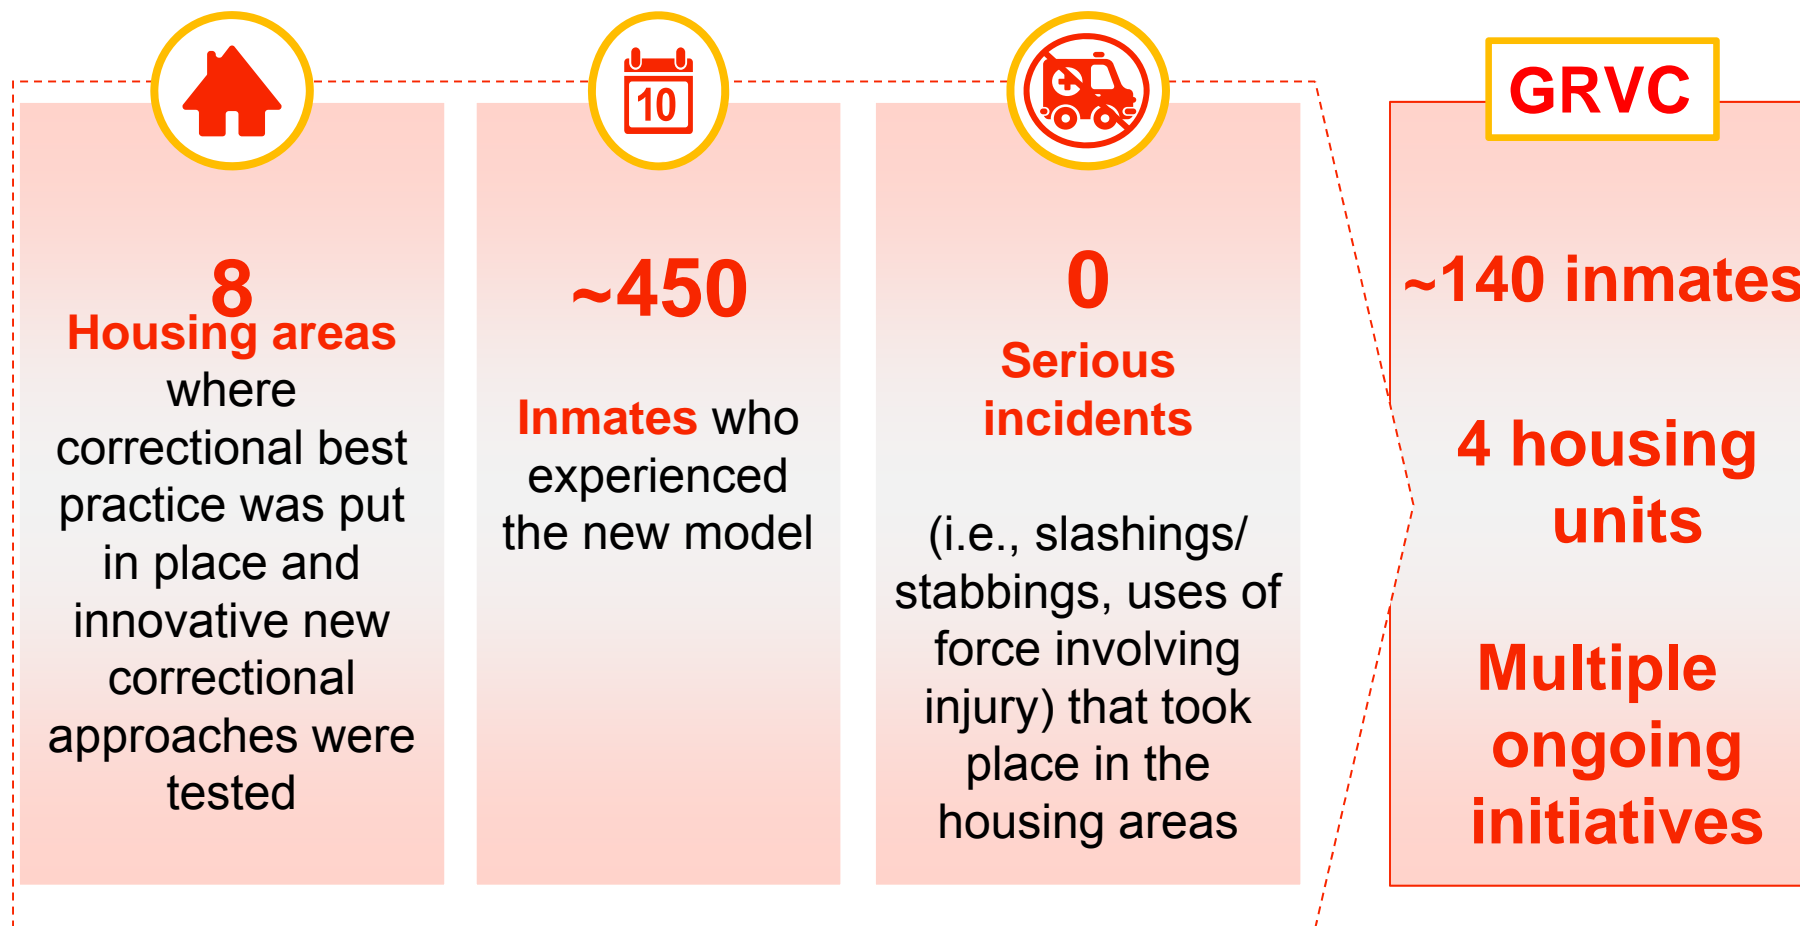 10
8
Housing areas
where
correctional best
practice was put
in place and
innovative new
correctional
approaches were
tested
~450
Inmates who
experienced
the new model
0
Serious
incidents
(i.e., slashings/
stabbings, uses of
force involving
injury) that took
place in the
housing areas
GRVC
~140 inmates
4 housing
units
Multiple
ongoing
initiatives